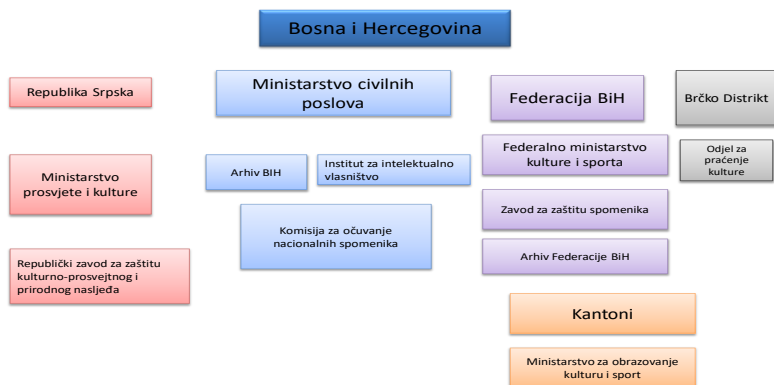 Bosna i Hercegovina
Republika Srpska
Ministarstvo civilnih
poslova
Federacija BiH
Brčko Distrikt
Ministarstvo
prosvjete i kulture
Arhiv BIH
Institut za intelektualno
vlasništvo
Federalno ministarstvo
kulture i sporta
Odjel za
praćenje
kulture
Komisija za očuvanje
nacionalnih spomenika
Zavod za zaštitu spomenika
Republički zavod za zaštitu
kulturno-prosvjetnog i
prirodnog nasljeđa
Arhiv Federacije BiH
Kantoni
Ministarstvo za obrazovanje
kulturu i sport